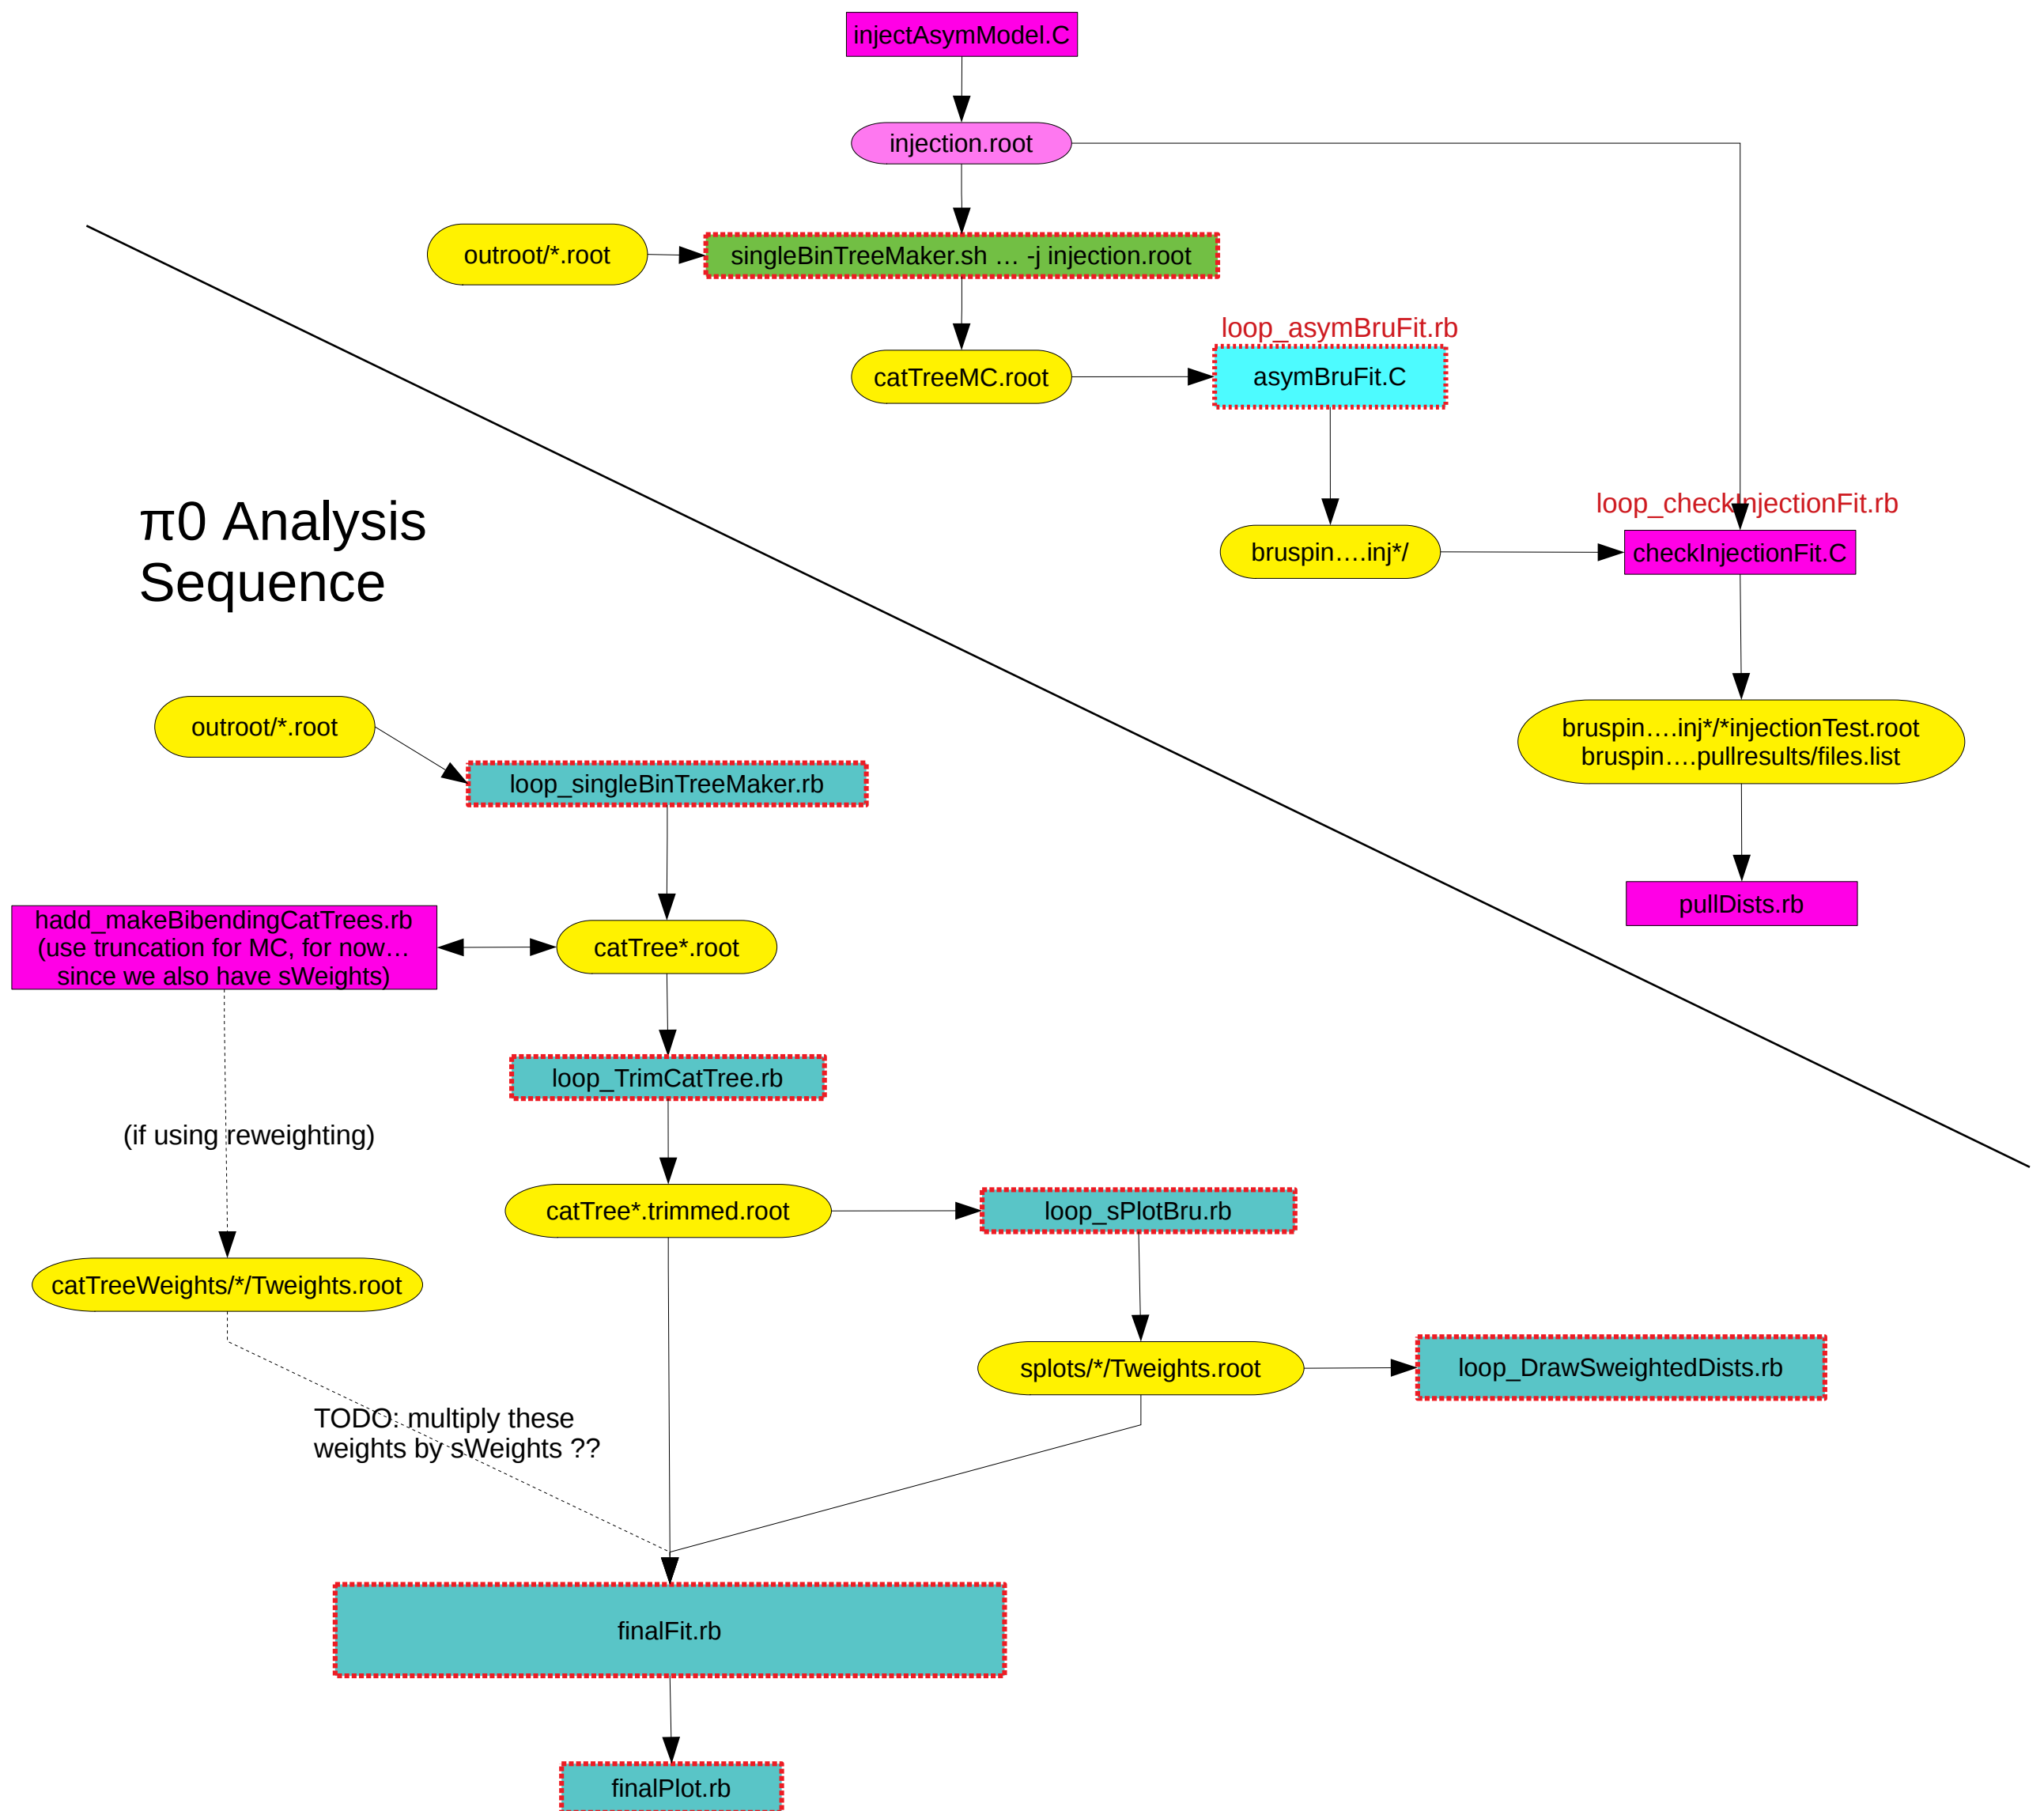 injectAsymModel.C
injection.root
outroot/*.root
singleBinTreeMaker.sh … -j injection.root
loop_asymBruFit.rb
catTreeMC.root
asymBruFit.C
loop_checkInjectionFit.rb
bruspin….inj*/
checkInjectionFit.C
π0 Analysis
Sequence
bruspin….inj*/*injectionTest.root
bruspin….pullresults/files.list
pullDists.rb
outroot/*.root
loop_singleBinTreeMaker.rb
hadd_makeBibendingCatTrees.rb
(use truncation for MC, for now…
since we also have sWeights)
catTree*.root
loop_TrimCatTree.rb
(if using reweighting)
catTree*.trimmed.root
loop_sPlotBru.rb
catTreeWeights/*/Tweights.root
splots/*/Tweights.root
loop_DrawSweightedDists.rb
TODO: multiply these
weights by sWeights ??
finalFit.rb
finalPlot.rb